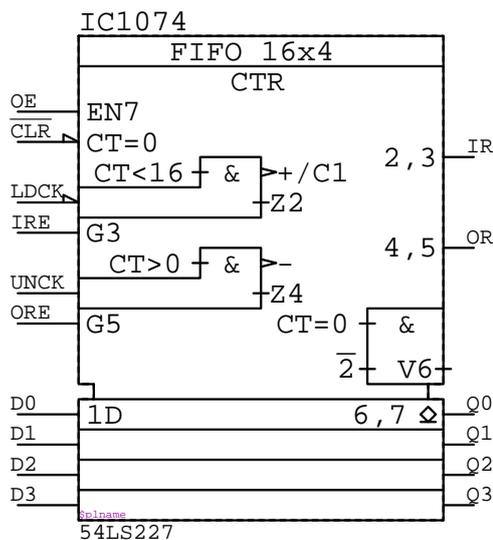 IC1074
FIFO 16x4
CTR
OE
EN7
CLR
CT=0
CT<16
&
+/C1
2,3
IR
LDCK
Z2
IRE
G3
CT>0
&
-
4,5
OR
UNCK
Z4
ORE
G5
CT=0
&
2
V6
D0
1D
6,7
Q0
D1
Q1
D2
Q2
D3
Q3
$plname
54LS227